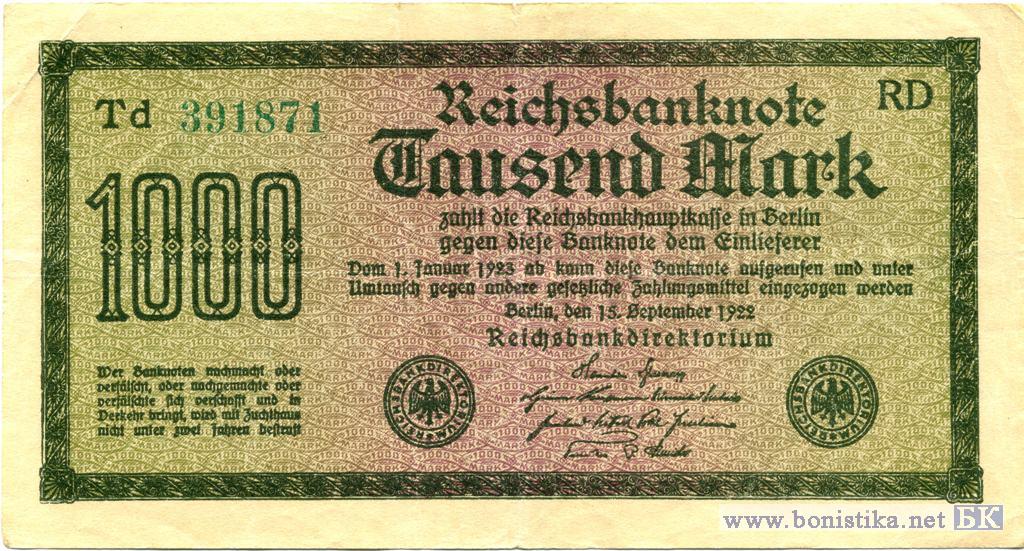 Td 391871
RD
Reichsbanknote
Tausend Mark
1000
zahlt die Reichsbankhauptkasse in Berlin
gegen diese Banknote dem Einlieferer
Vom 1. Januar 1923 ab kann diese Banknote aufgerufen und unter
Umtausch gegen andere gesetzliche Zahlungsmittel eingezogen werden
Berlin, den 15. September 1922
Reichsbankdirektorium
Wer Banknoten nachmacht oder
verfälscht, oder nachgemachte oder
verfälschte sich verschafft und in
Verkehr bringt, wird mit Zuchthaus
nicht unter zwei Jahren bestraft
REICHSBANKDIREKTORIUM
REICHSBANKDIREKTORIUM
www.bonistika.net БК